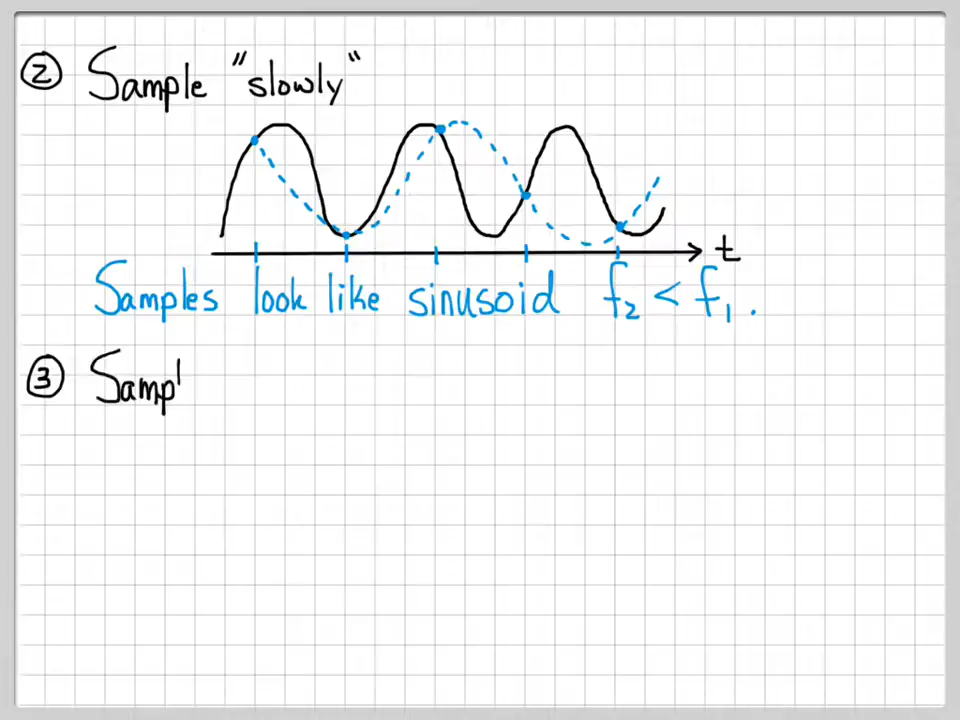 ② Sample "slowly"
t
Samples look like sinusoid f₂ < f₁.
③ Samp